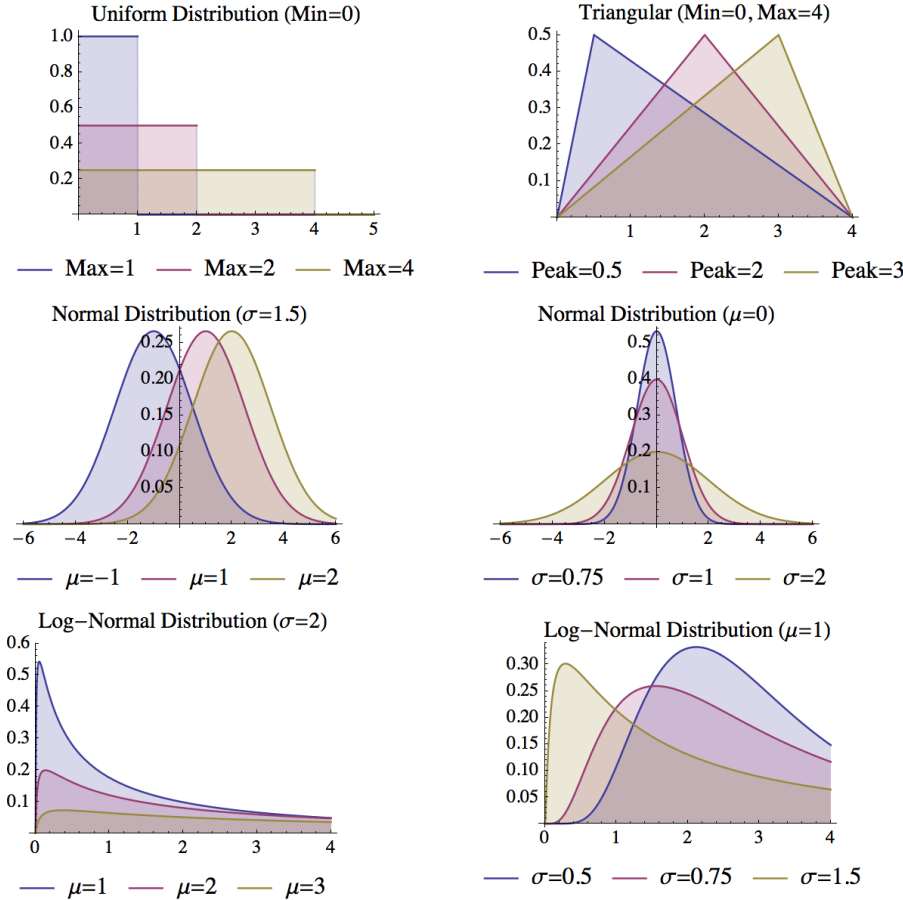 Uniform Distribution (Min=0)
1.0
0.8
0.6
0.4
0.2
1 2 3 4 5
Max=1 Max=2 Max=4
Triangular (Min=0, Max=4)
0.5
0.4
0.3
0.2
0.1
1 2 3 4
Peak=0.5 Peak=2 Peak=3
Normal Distribution (σ=1.5)
0.25
0.20
0.15
0.10
0.05
−6 −4 −2 2 4 6
μ=−1 μ=1 μ=2
Normal Distribution (μ=0)
0.5
0.4
0.3
0.2
0.1
−6 −4 −2 2 4 6
σ=0.75 σ=1 σ=2
Log−Normal Distribution (σ=2)
0.6
0.5
0.4
0.3
0.2
0.1
0 1 2 3 4
μ=1 μ=2 μ=3
Log−Normal Distribution (μ=1)
0.30
0.25
0.20
0.15
0.10
0.05
0 1 2 3 4
σ=0.5 σ=0.75 σ=1.5